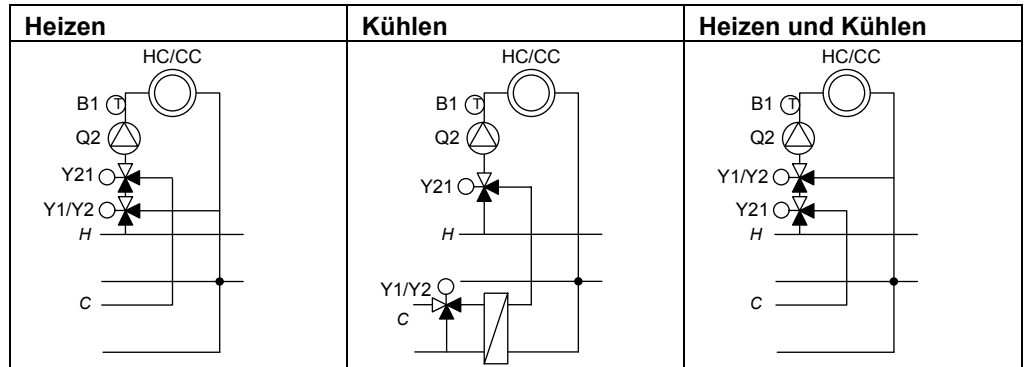 Heizen
HC/CC
B1 T
Q2
Y21
Y1/Y2
H
C
Kühlen
HC/CC
B1 T
Q2
Y21
H
Y1/Y2
C
Heizen und Kühlen
HC/CC
B1 T
Q2
Y1/Y2
Y21
H
C